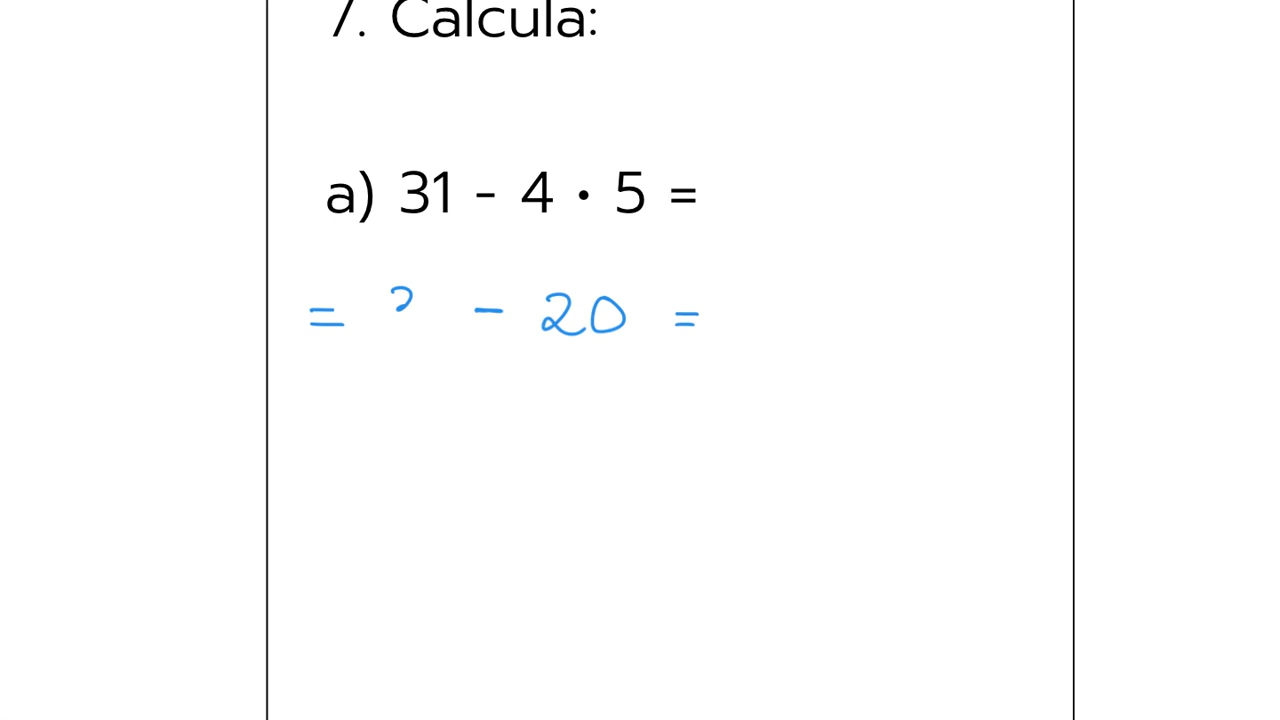 7. Calcula:
a) 31 - 4 • 5 =
= - 20 =